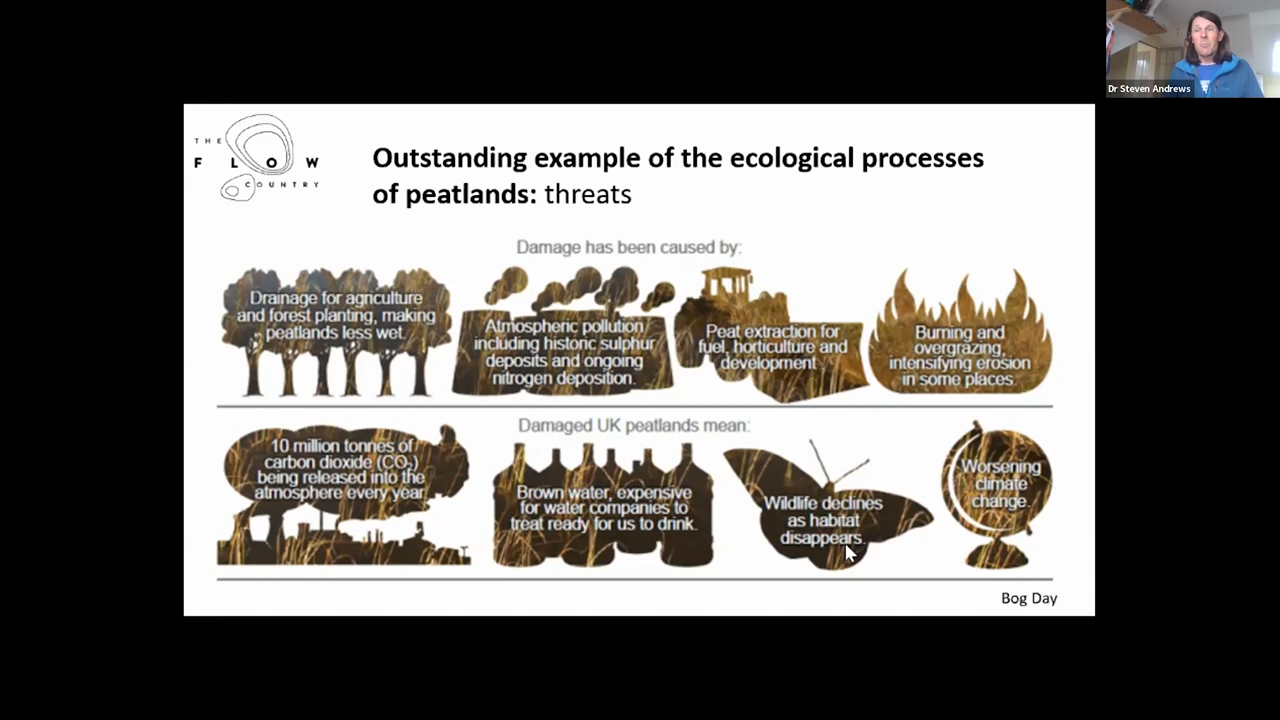 Dr Steven Andrews
THE
FLOW
COUNTRY
Outstanding example of the ecological processes
of peatlands: threats
Damage has been caused by:
Drainage for agriculture
and forest planting, making
peatlands less wet.
Atmospheric pollution
including historic sulphur
deposits and ongoing
nitrogen deposition.
Peat extraction for
fuel, horticulture and
development
Burning and
overgrazing,
intensifying erosion
in some places.
Damaged UK peatlands mean:
10 million tonnes of
carbon dioxide (CO₂)
being released into the
atmosphere every year
Brown water, expensive
for water companies to
treat ready for us to drink.
Wildlife declines
as habitat
disappears.
Worsening
climate
change.
Bog Day